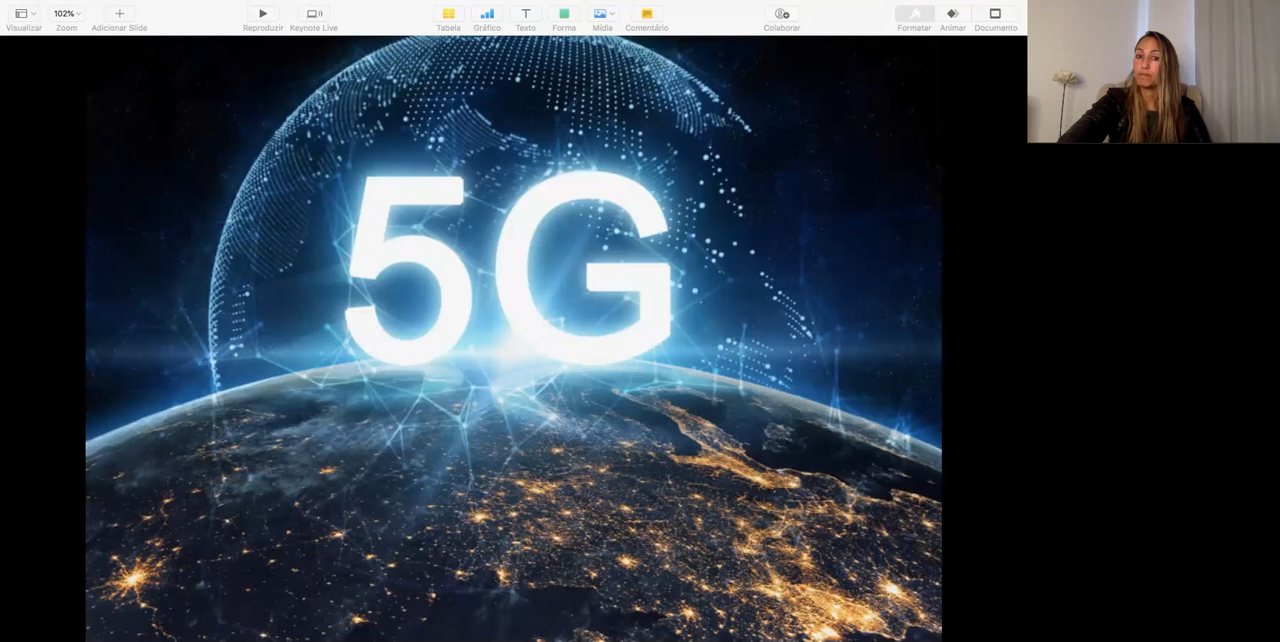 102%
Visualizar Zoom Adicionar Slide Reproduzir Keynote Live Tabela Gráfico Texto Forma Mídia Comentário Colaborar Formatar Animar Documento
5G